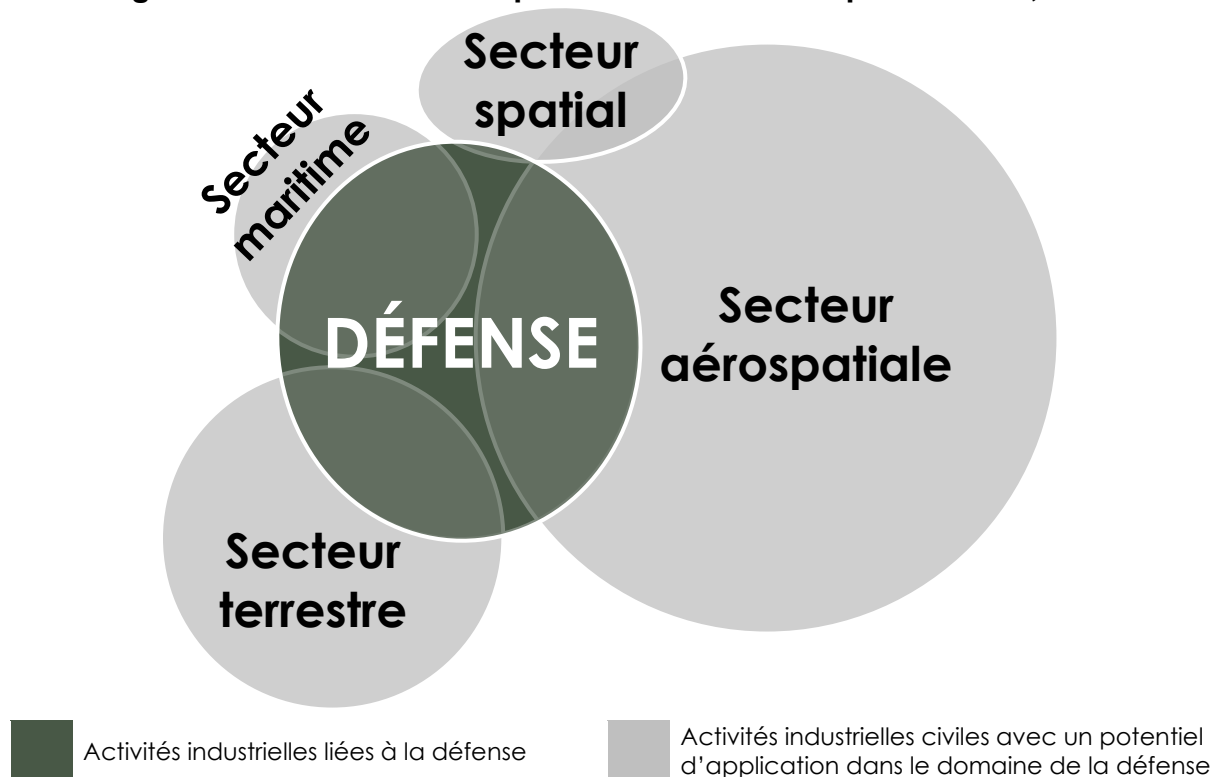 Secteur
spatial
Secteur
maritime
DÉFENSE
Secteur
aérospatiale
Secteur
terrestre
Activités industrielles liées à la défense
Activités industrielles civiles avec un potentiel
d'application dans le domaine de la défense